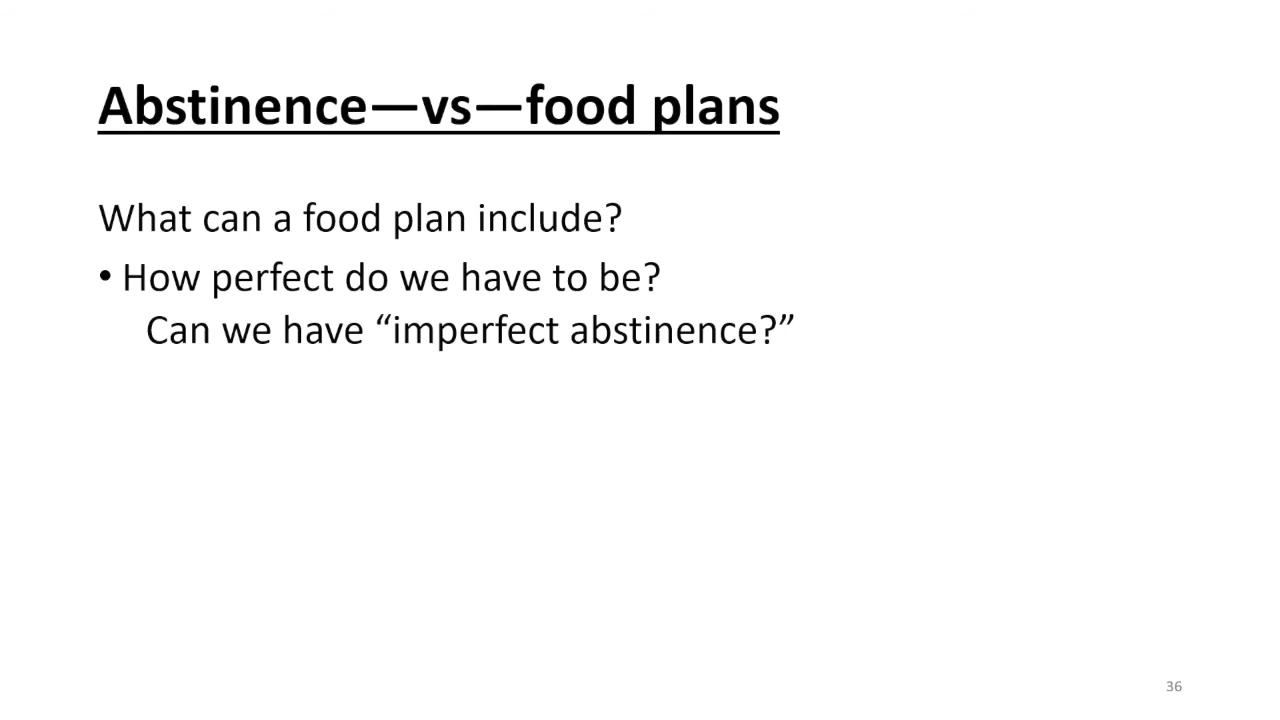 Abstinence—vs—food plans
What can a food plan include?
• How perfect do we have to be?
Can we have “imperfect abstinence?”
36